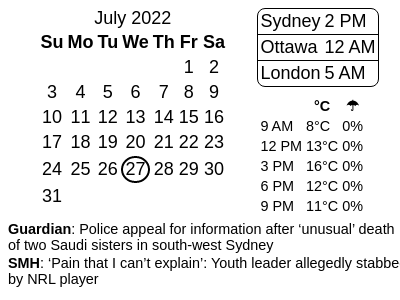 July 2022
Su Mo Tu We Th Fr Sa
1 2
3 4 5 6 7 8 9
10 11 12 13 14 15 16
17 18 19 20 21 22 23
24 25 26 27 28 29 30
31
Sydney 2 PM
Ottawa 12 AM
London 5 AM
°C ☂
9 AM 8°C 0%
12 PM 13°C 0%
3 PM 16°C 0%
6 PM 12°C 0%
9 PM 11°C 0%
Guardian: Police appeal for information after ‘unusual’ death
of two Saudi sisters in south-west Sydney
SMH: ‘Pain that I can’t explain’: Youth leader allegedly stabbe
by NRL player